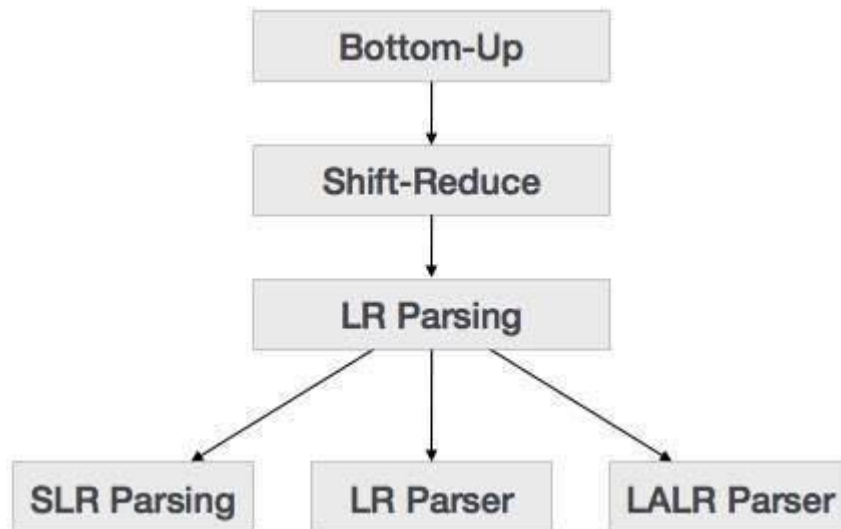 Bottom-Up
Shift-Reduce
LR Parsing
SLR Parsing
LR Parser
LALR Parser